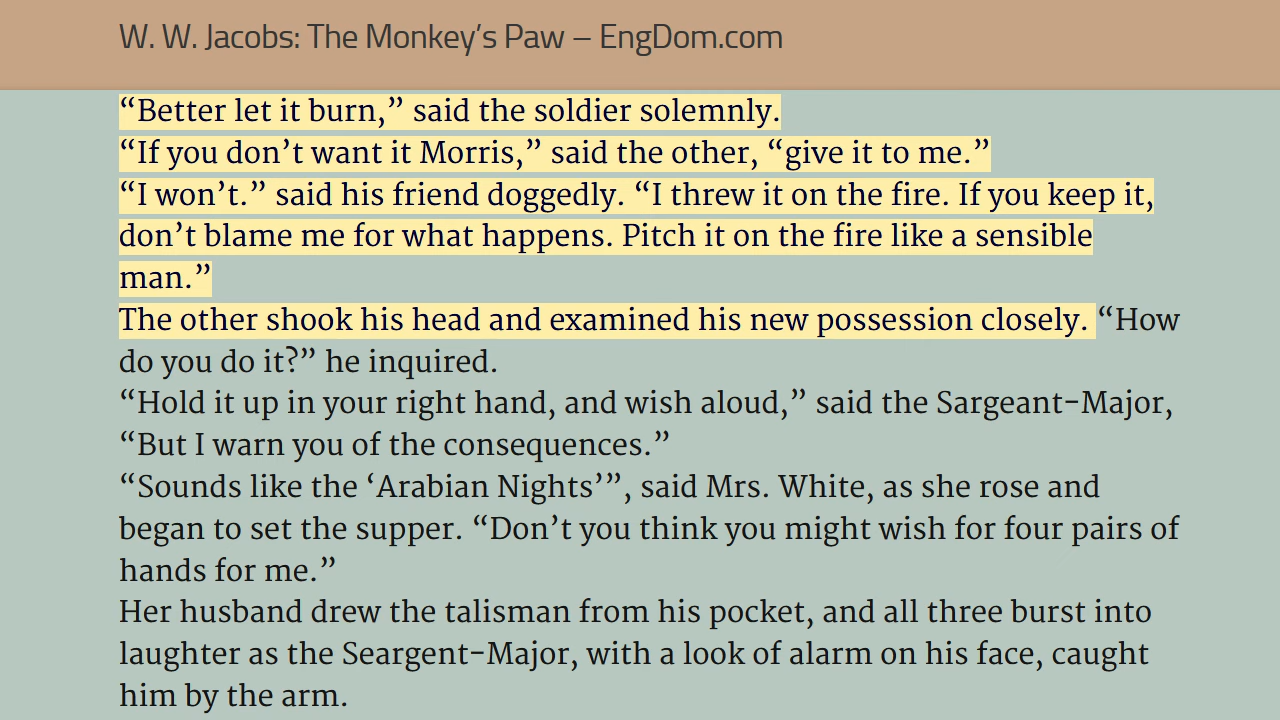 W. W. Jacobs: The Monkey’s Paw – EngDom.com
“Better let it burn,” said the soldier solemnly.
“If you don’t want it Morris,” said the other, “give it to me.”
“I won’t.” said his friend doggedly. “I threw it on the fire. If you keep it,
don’t blame me for what happens. Pitch it on the fire like a sensible
man.”
The other shook his head and examined his new possession closely. “How
do you do it?” he inquired.
“Hold it up in your right hand, and wish aloud,” said the Sargeant-Major,
“But I warn you of the consequences.”
“Sounds like the ‘Arabian Nights’”, said Mrs. White, as she rose and
began to set the supper. “Don’t you think you might wish for four pairs of
hands for me.”
Her husband drew the talisman from his pocket, and all three burst into
laughter as the Seargent-Major, with a look of alarm on his face, caught
him by the arm.